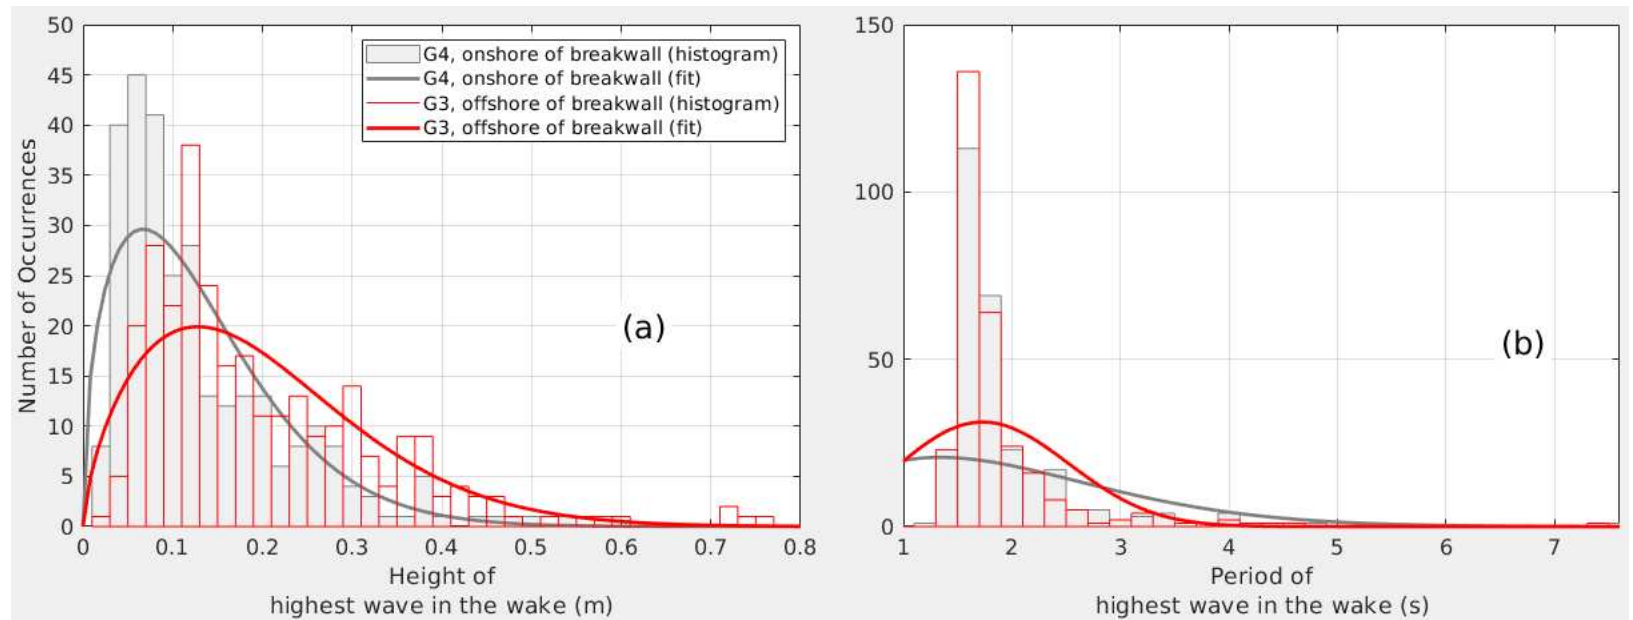 50
45
40
35
30
25
20
15
10
5
0
Number of Occurrences
G4, onshore of breakwall (histogram)
G4, onshore of breakwall (fit)
G3, offshore of breakwall (histogram)
G3, offshore of breakwall (fit)
(a)
0 0.1 0.2 0.3 0.4 0.5 0.6 0.7 0.8
Height of
highest wave in the wake (m)
150
100
50
0
(b)
1 2 3 4 5 6 7
Period of
highest wave in the wake (s)